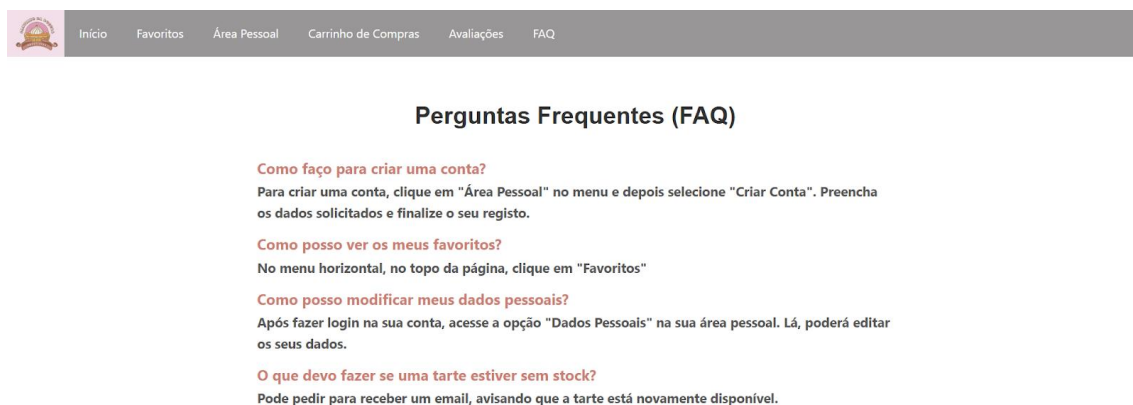 Início Favoritos Área Pessoal Carrinho de Compras Avaliações FAQ
Perguntas Frequentes (FAQ)
Como faço para criar uma conta?
Para criar uma conta, clique em "Área Pessoal" no menu e depois selecione "Criar Conta". Preencha
os dados solicitados e finalize o seu registo.
Como posso ver os meus favoritos?
No menu horizontal, no topo da página, clique em "Favoritos"
Como posso modificar meus dados pessoais?
Após fazer login na sua conta, acesse a opção "Dados Pessoais" na sua área pessoal. Lá, poderá editar
os seus dados.
O que devo fazer se uma tarte estiver sem stock?
Pode pedir para receber um email, avisando que a tarte está novamente disponível.